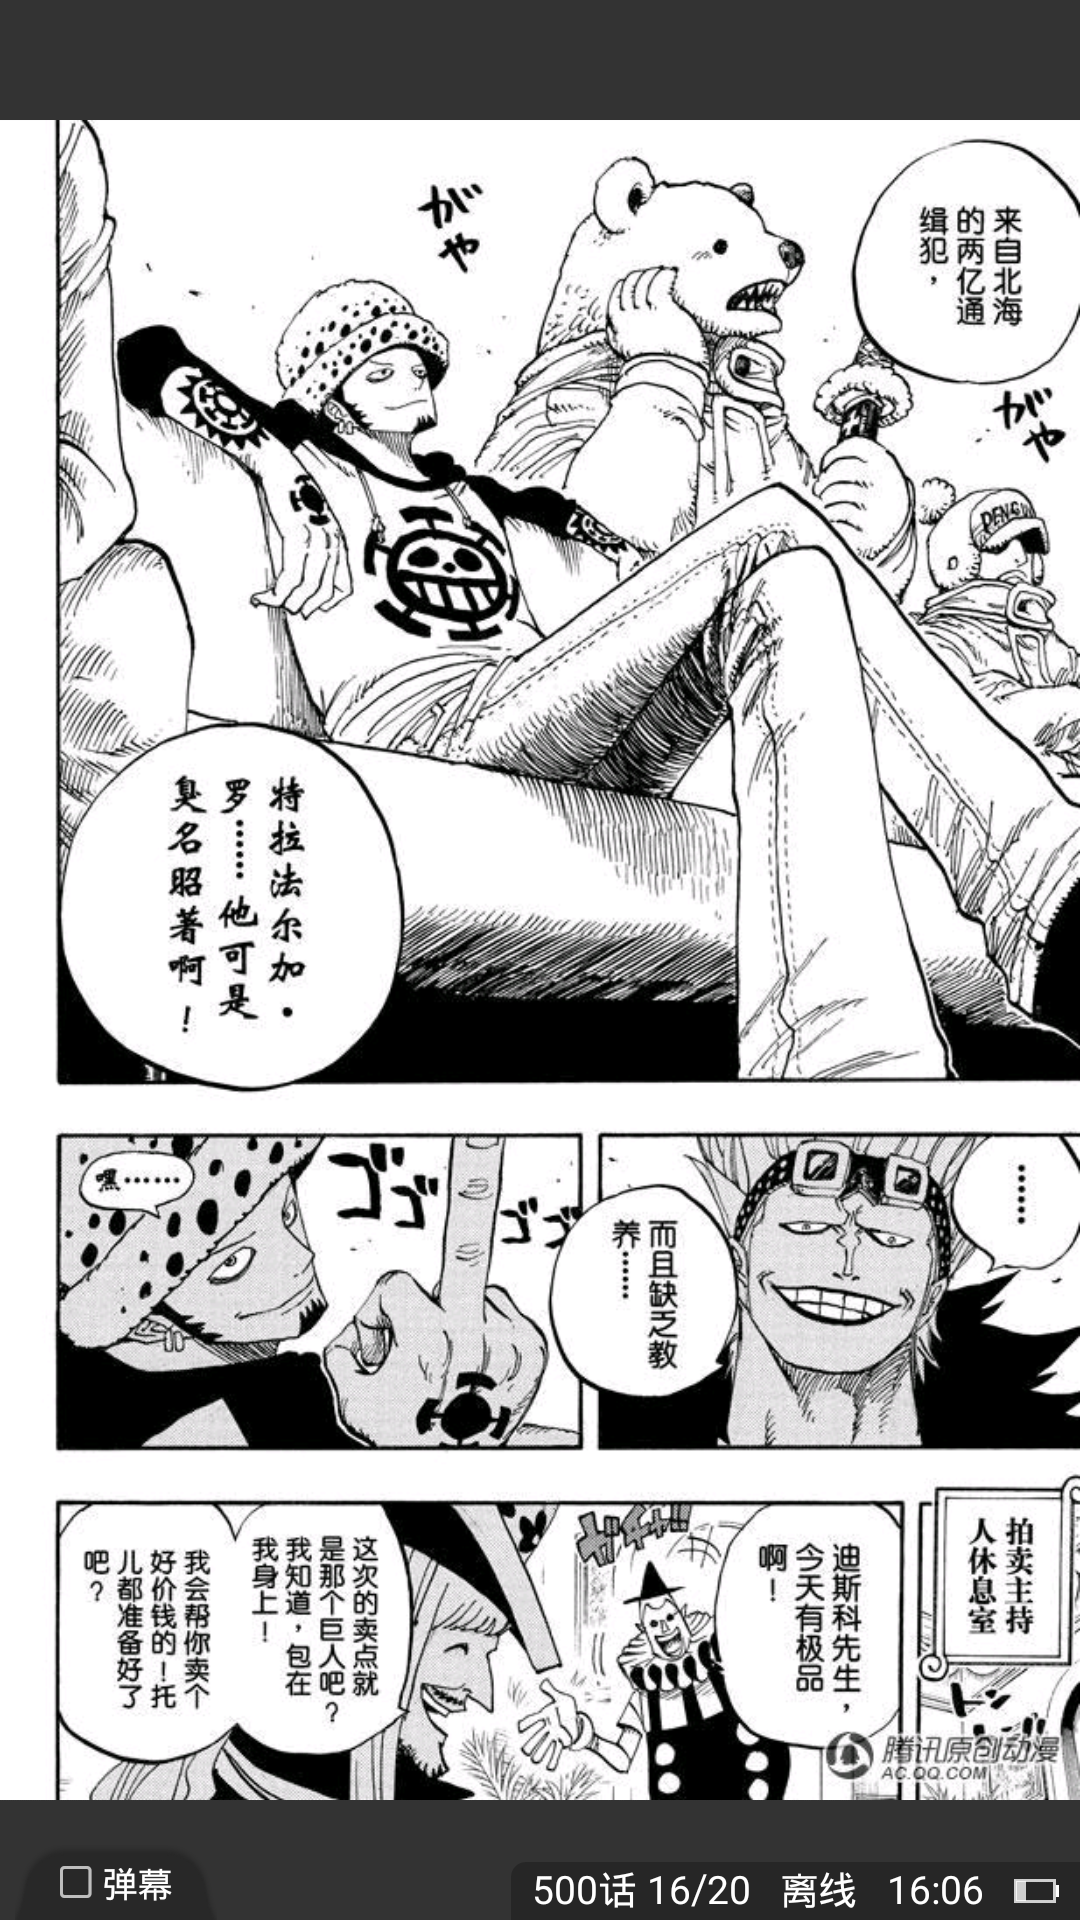 来自北海
的两亿通
缉犯，
がや
がや
PENGUIN
特拉法尔加·
罗……他可是
臭名昭著啊！
……
而且缺乏教
养……
ゴゴゴ
ゴゴ
嘿……
拍卖主持
人休息室
迪斯科先生，
今天有极品
啊！
这次的卖点就
是那个巨人吧？
我知道，包在
我身上！
我会帮你卖个
好价钱的！托
儿都准备好了
吧？
腾讯原创动漫
AC.QQ.COM
弹幕
500话 16/20 离线 16:06